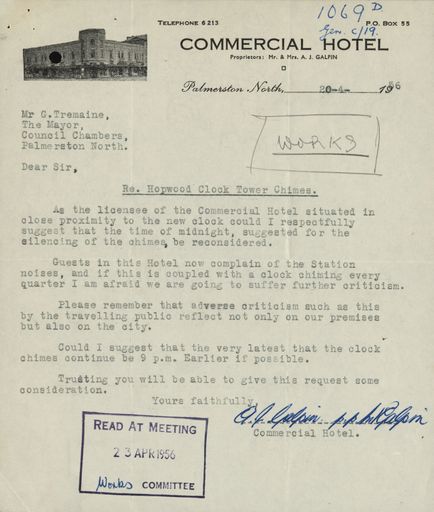 1069 D
Gen. C/19.
TELEPHONE 6213
P.O. BOX 55
COMMERCIAL HOTEL
Proprietors: Mr. & Mrs. A. J. GALPIN
Palmerston North, 20-4- 1956
Mr G.Tremaine,
The Mayor,
Council Chambers,
Palmerston North.
WORKS
Dear Sir,
Re. Hopwood Clock Tower Chimes.
As the licensee of the Commercial Hotel situated in
close proximity to the new clock could I respectfully
suggest that the time of midnight, suggested for the
silencing of the chimes, be reconsidered.
Guests in this Hotel now complain of the Station
noises, and if this is coupled with a clock chiming every
quarter I am afraid we are going to suffer further criticism.
Please remember that adverse criticism such as this
by the travelling public reflect not only on our premises
but also on the city.
Could I suggest that the very latest that the clock
chimes continue be 9 p.m. Earlier if possible.
Trusting you will be able to give this request some
consideration.
Yours faithfully,
A. J. Galpin p.p. M Galpin
Commercial Hotel.
READ AT MEETING
23 APR 1956
Works COMMITTEE